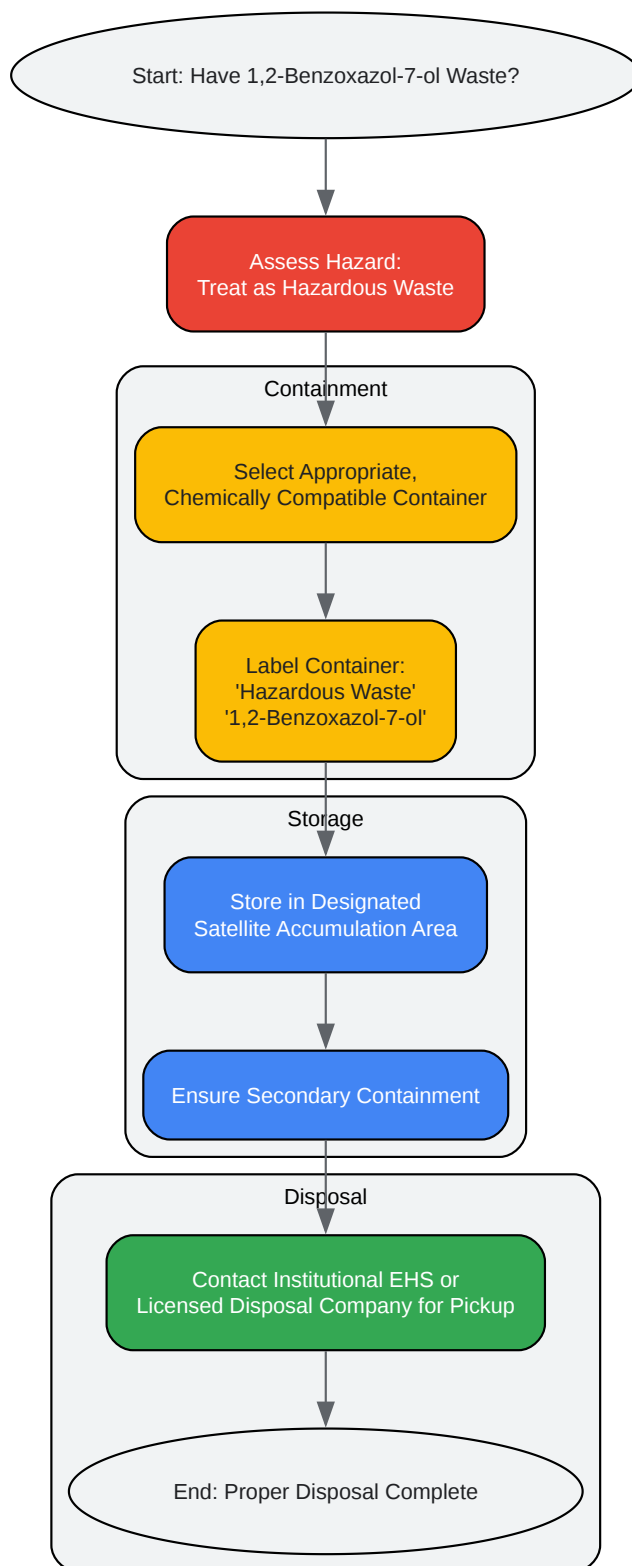 Start: Have 1,2-Benzoxazol-7-ol Waste?
Assess Hazard:
Treat as Hazardous Waste
Containment
Select Appropriate,
Chemically Compatible Container
Label Container:
'Hazardous Waste'
'1,2-Benzoxazol-7-ol'
Storage
Store in Designated
Satellite Accumulation Area
Ensure Secondary Containment
Disposal
Contact Institutional EHS or
Licensed Disposal Company for Pickup
End: Proper Disposal Complete